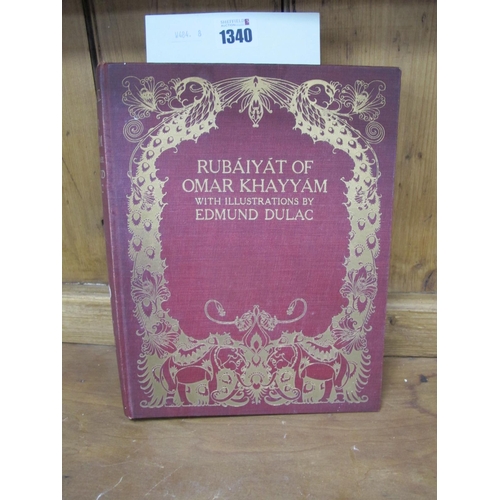 1340
RUBÁIYÁT OF
OMAR KHAYYAM
WITH ILLUSTRATIONS BY
EDMUND DULAC